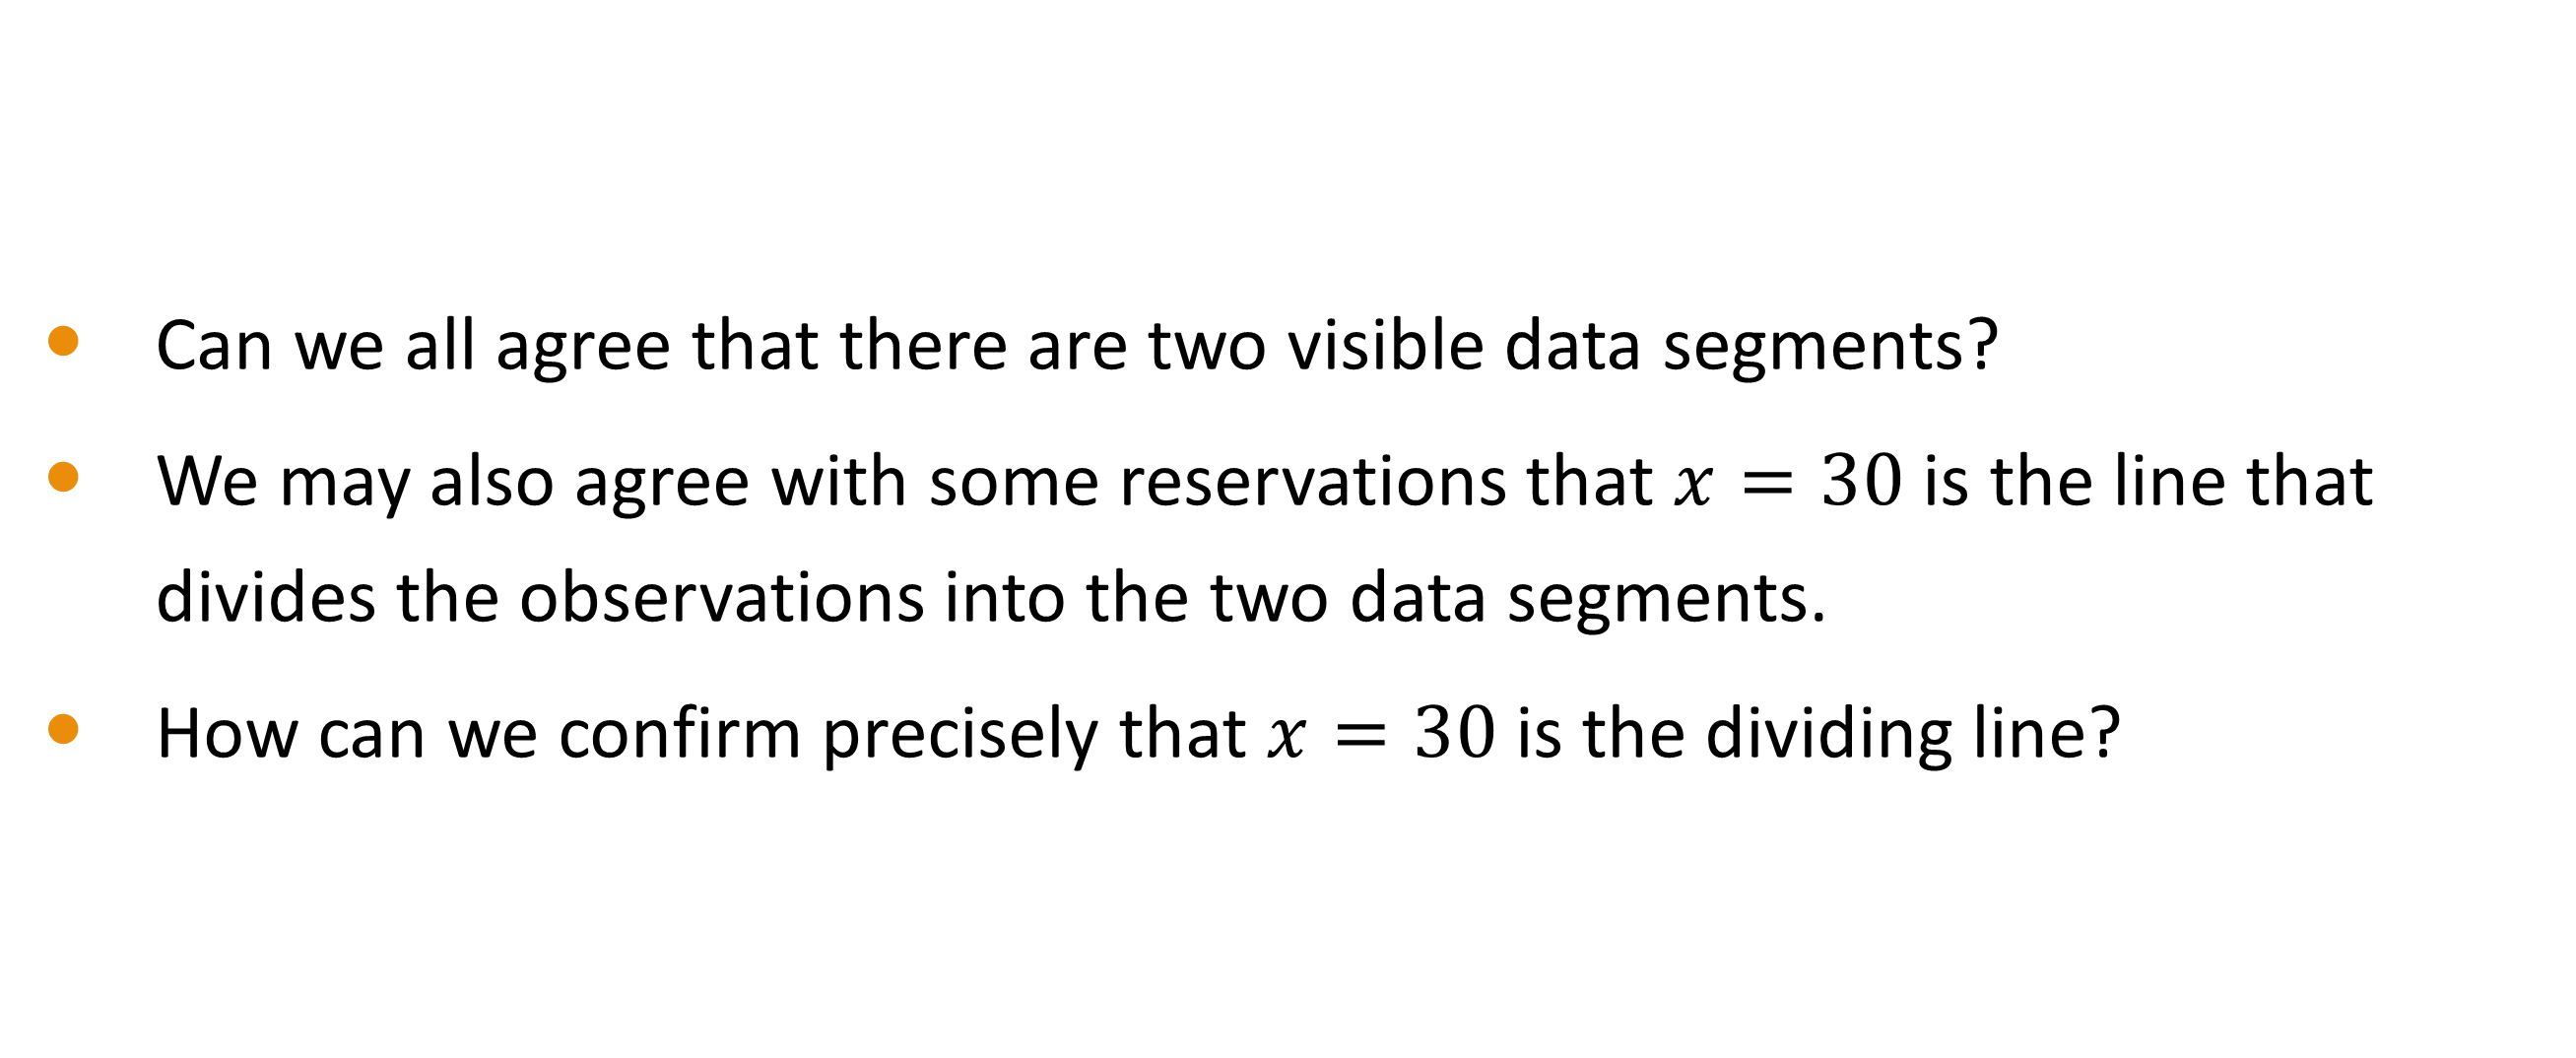 • Can we all agree that there are two visible data segments?
• We may also agree with some reservations that x = 30 is the line that
divides the observations into the two data segments.
• How can we confirm precisely that x = 30 is the dividing line?